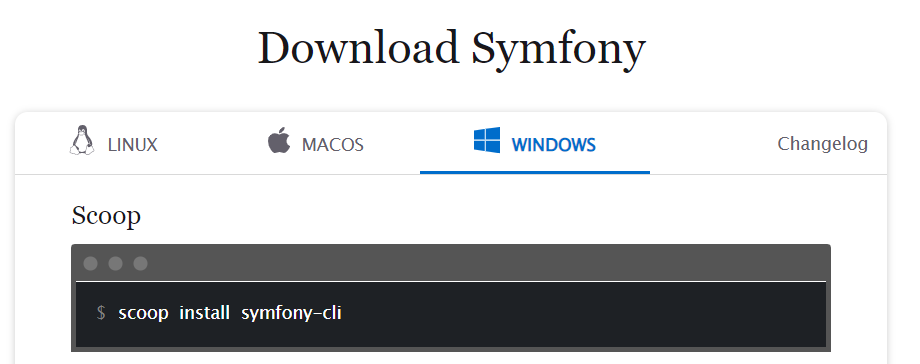 Download Symfony
LINUX MACOS WINDOWS Changelog
Scoop
$ scoop install symfony-cli